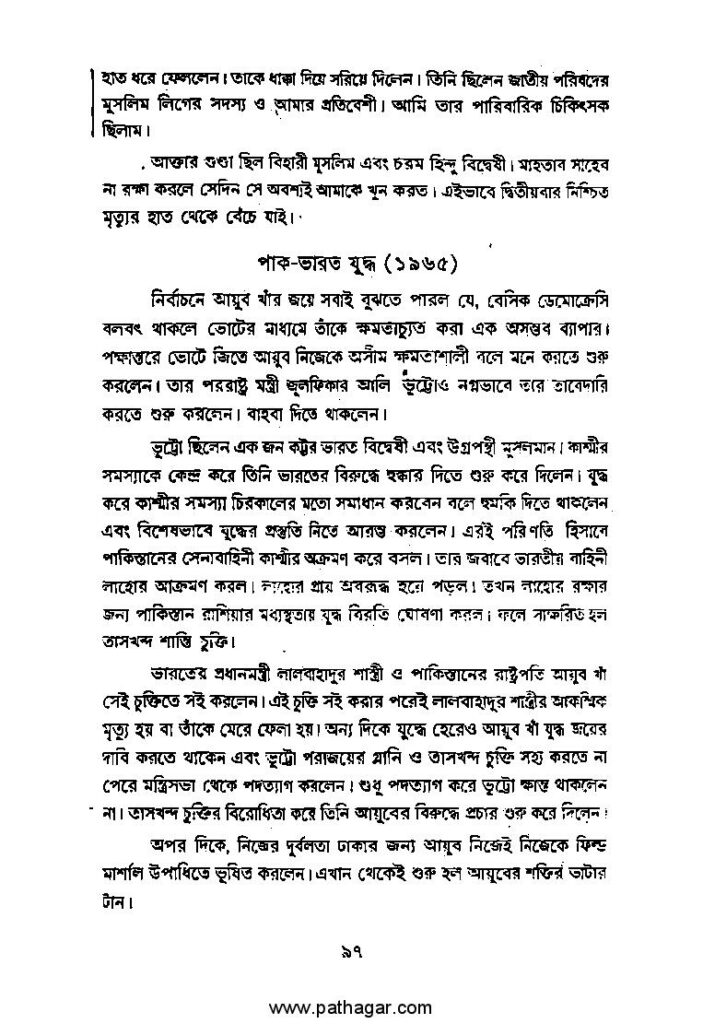 হাত ধরে ফেললেন। তাকে ধাক্কা দিয়ে সরিয়ে দিলেন। তিনি ছিলেন জাতীয় পরিষদের
মুসলিম লিগের সদস্য ও আমার প্রতিবেশী। আমি তার পারিবারিক চিকিৎসক
ছিলাম।
আক্তার গুণ্ডা ছিল বিহারী মুসলিম এবং চরম হিন্দু বিদ্বেষী। মাহতাব সাহেব
না রক্ষা করলে সেদিন সে অবশ্যই আমাকে খুন করত। এইভাবে দ্বিতীয়বার নিশ্চিত
মৃত্যুর হাত থেকে বেঁচে যাই।
পাক-ভারত যুদ্ধ (১৯৬৫)
নির্বাচনে আয়ুব খাঁর জয়ে সবাই বুঝতে পারল যে, বেসিক ডেমোক্রেসি
বলবৎ থাকলে ভোটের মাধ্যমে তাঁকে ক্ষমতাচ্যুত করা এক অসম্ভব ব্যাপার।
পক্ষান্তরে ভোটে জিতে আয়ুব নিজেকে অসীম ক্ষমতাশালী বলে মনে করতে শুরু
করলেন। তার পররাষ্ট্র মন্ত্রী জুলফিকার আলি ভুট্টোও নগ্নভাবে তার তাবেদারি
করতে শুরু করলেন। বাহবা দিতে থাকলেন।
ভুট্টো ছিলেন এক জন কট্টর ভারত বিদ্বেষী এবং উগ্রপন্থী মুসলমান। কাশ্মীর
সমস্যাকে কেন্দ্র করে তিনি ভারতের বিরুদ্ধে হুঙ্কার দিতে শুরু করে দিলেন। যুদ্ধ
করে কাশ্মীর সমস্যা চিরকালের মতো সমাধান করবেন বলে হুমকি দিতে থাকলেন
এবং বিশেষভাবে যুদ্ধের প্রস্তুতি নিতে আরম্ভ করলেন। এরই পরিণতি হিসাবে
পাকিস্তানের সেনাবাহিনী কাশ্মীর আক্রমণ করে বসল। তার জবাবে ভারতীয় বাহিনী
লাহোর আক্রমণ করল। লাহোর প্রায় অবরুদ্ধ হয়ে পড়ল। তখন লাহোর রক্ষার
জন্য পাকিস্তান রাশিয়ার মধ্যস্থতায় যুদ্ধ বিরতি ঘোষণা করল। ফলে সাক্ষরিত হল
তাসখন্দ শান্তি চুক্তি।
ভারতের প্রধানমন্ত্রী লালবাহাদুর শাস্ত্রী ও পাকিস্তানের রাষ্ট্রপতি আয়ুব খাঁ
সেই চুক্তিতে সই করলেন। এই চুক্তি সই করার পরেই লালবাহাদুর শাস্ত্রীর আকস্মিক
মৃত্যু হয় বা তাঁকে মেরে ফেলা হয়। অন্য দিকে যুদ্ধে হেরেও আয়ুব খাঁ যুদ্ধ জয়ের
দাবি করতে থাকেন এবং ভুট্টো পরাজয়ের গ্লানি ও তাসখন্দ চুক্তি সহ্য করতে না
পেরে মন্ত্রিসভা থেকে পদত্যাগ করলেন। শুধু পদত্যাগ করে ভুট্টো ক্ষান্ত থাকলেন
না। তাসখন্দ চুক্তির বিরোধিতা করে তিনি আয়ুবের বিরুদ্ধে প্রচার শুরু করে দিলেন।
অপর দিকে, নিজের দুর্বলতা ঢাকার জন্য আয়ুব নিজেই নিজেকে ফিল্ড
মার্শাল উপাধিতে ভূষিত করলেন। এখান থেকেই শুরু হল আয়ুবের শক্তির ভাটার
টান।
৯৭
www.pathagar.com